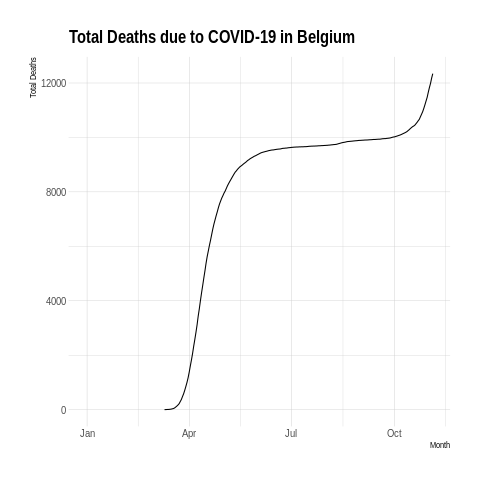 Total Deaths due to COVID-19 in Belgium
Total Deaths
12000
8000
4000
0
Jan Apr Jul Oct
Month